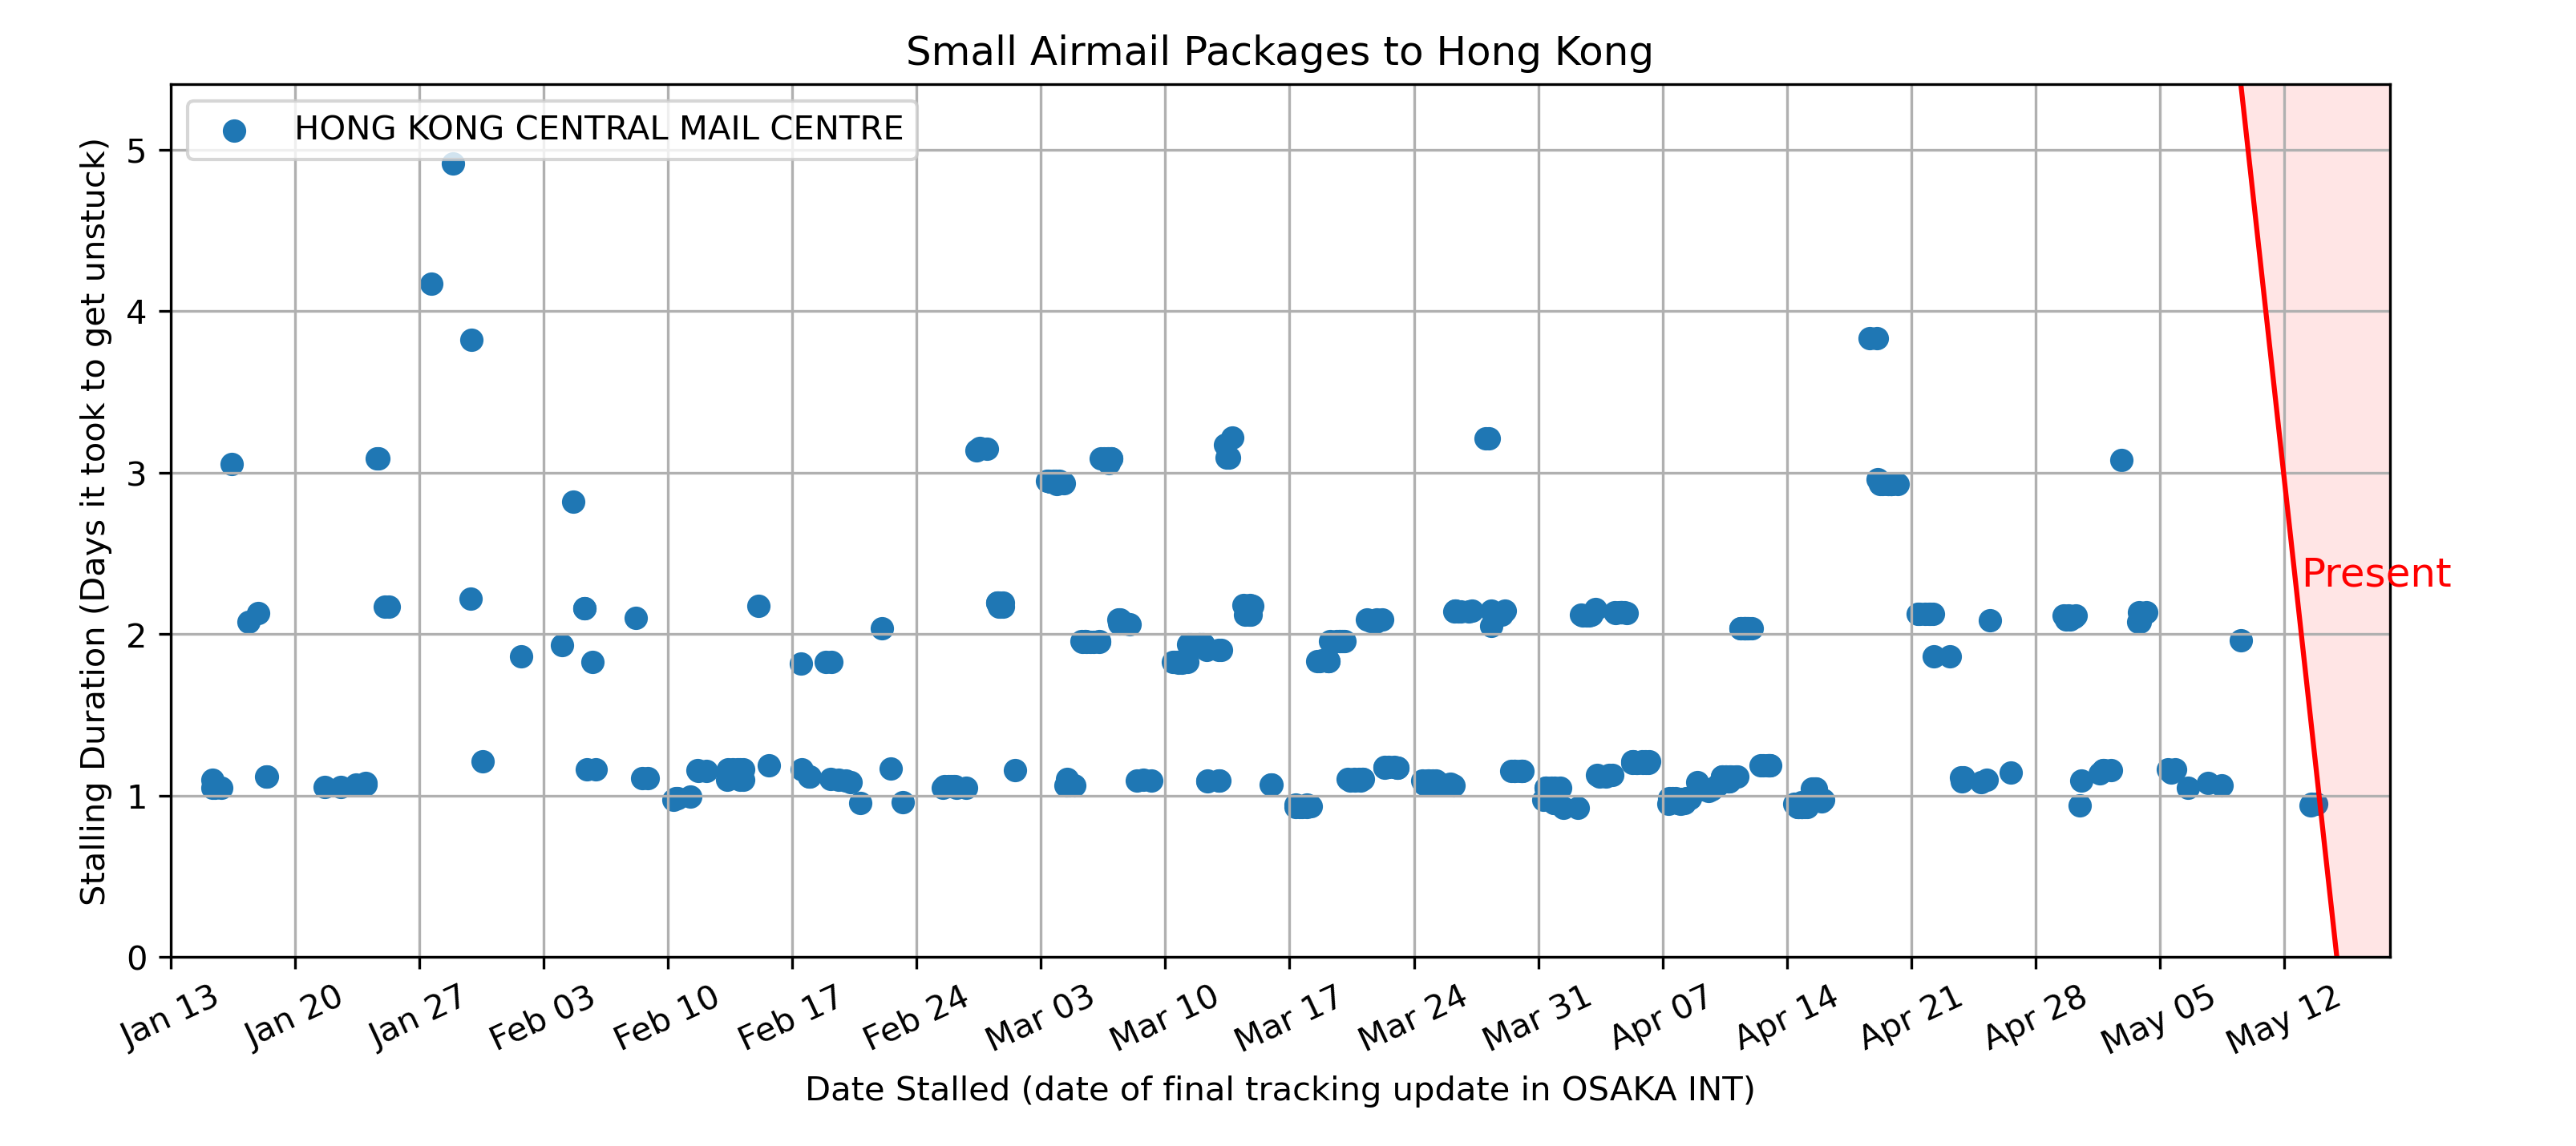 Small Airmail Packages to Hong Kong
HONG KONG CENTRAL MAIL CENTRE
Stalling Duration (Days it took to get unstuck)
5
4
3
2
1
0
Present
Jan 13
Jan 20
Jan 27
Feb 03
Feb 10
Feb 17
Feb 24
Mar 03
Mar 10
Mar 17
Mar 24
Mar 31
Apr 07
Apr 14
Apr 21
Apr 28
May 05
May 12
Date Stalled (date of final tracking update in OSAKA INT)